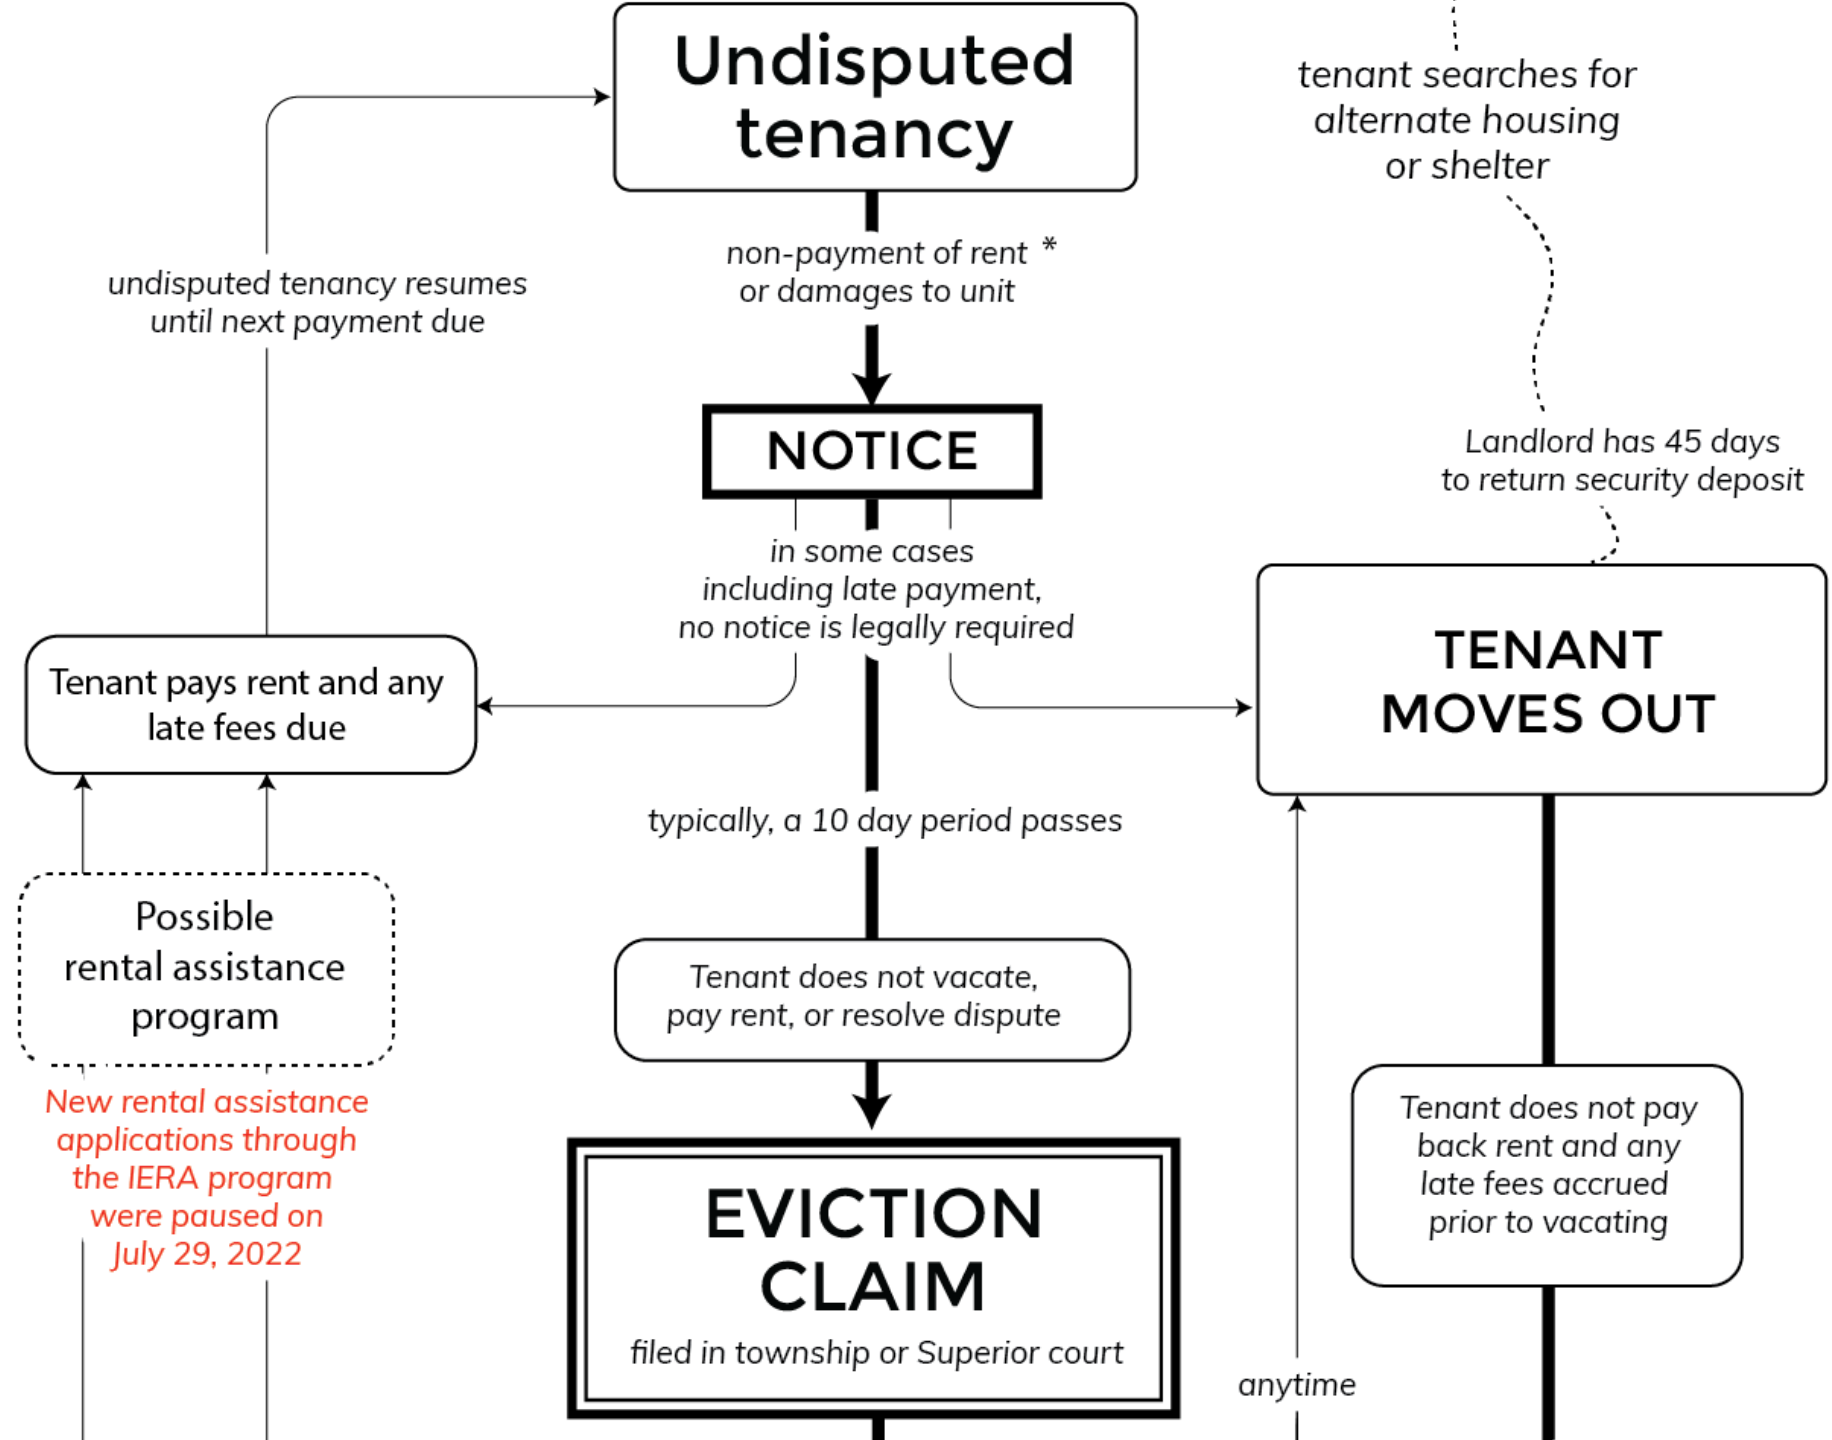 Undisputed
tenancy
tenant searches for
alternate housing
or shelter
non-payment of rent *
or damages to unit
undisputed tenancy resumes
until next payment due
NOTICE
Landlord has 45 days
to return security deposit
in some cases
including late payment,
no notice is legally required
Tenant pays rent and any
late fees due
TENANT
MOVES OUT
typically, a 10 day period passes
Possible
rental assistance
program
Tenant does not vacate,
pay rent, or resolve dispute
New rental assistance
applications through
the IERA program
were paused on
July 29, 2022
Tenant does not pay
back rent and any
late fees accrued
prior to vacating
EVICTION
CLAIM
filed in township or Superior court
anytime